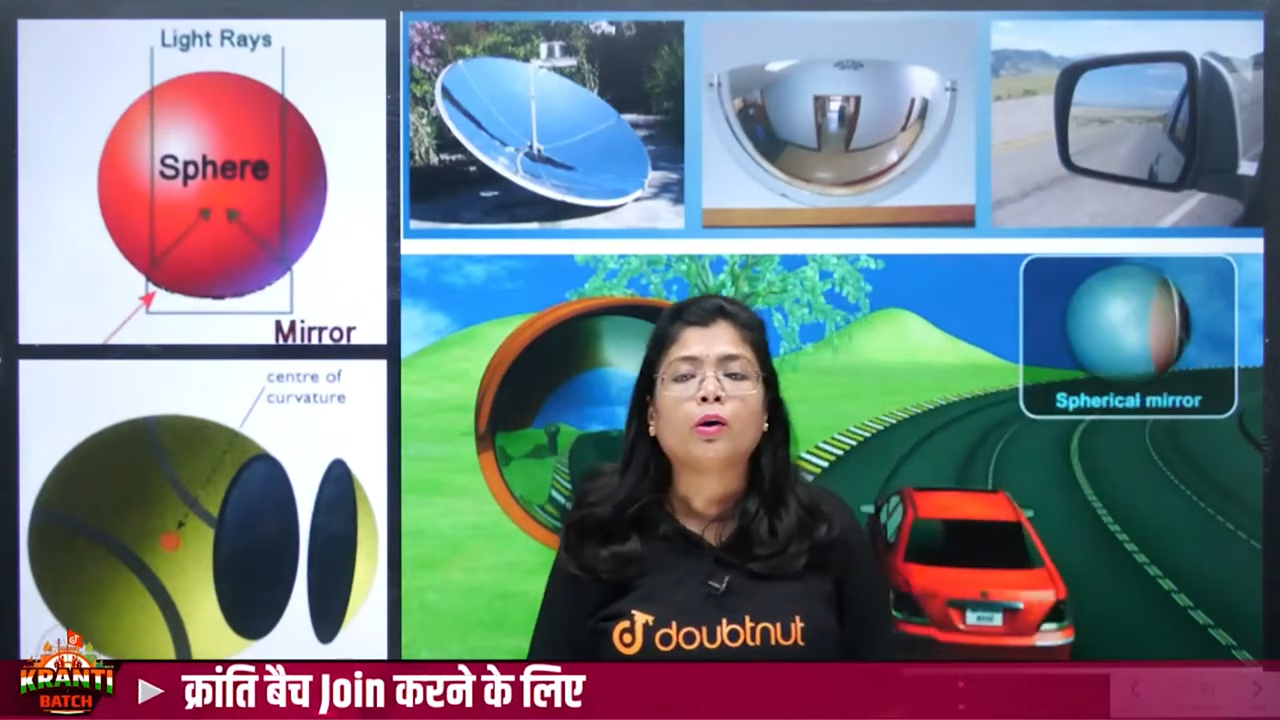 Light Rays
Sphere
Mirror
centre of
curvature
Spherical mirror
doubtnut
KRANTI
BATCH
क्रांति बैच Join करने के लिए